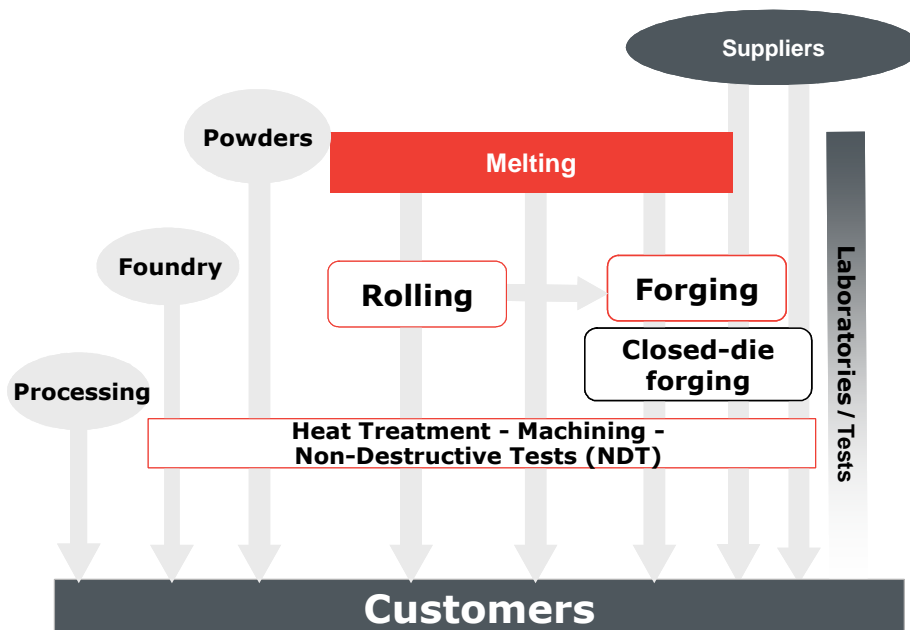 Suppliers
Powders
Melting
Foundry
Rolling
Forging
Closed-die
forging
Processing
Heat Treatment - Machining -
Non-Destructive Tests (NDT)
Laboratories / Tests
Customers